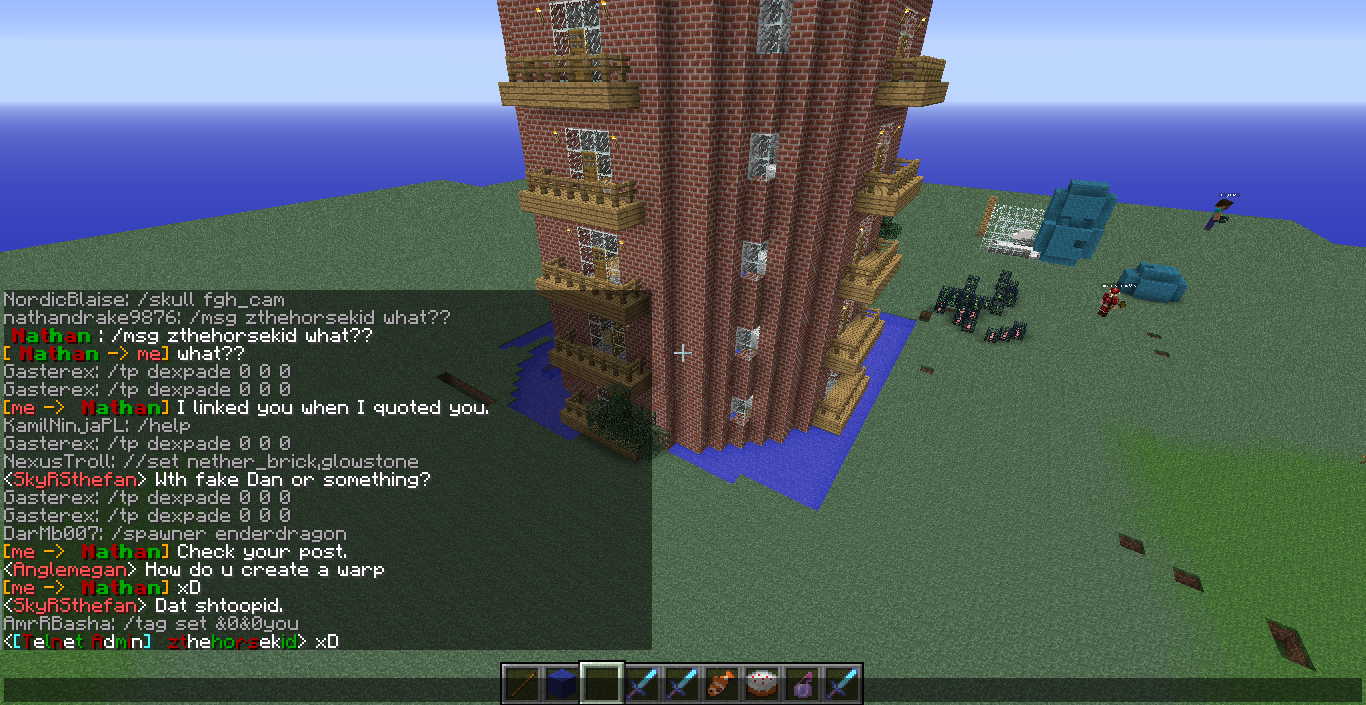 NordicBlaise: /skull fgh_cam
nathandrake9876: /msg zthehorsekid what??
Nathan : /msg zthehorsekid what??
[ Nathan -> me] what??
Gasterex: /tp dexpade 0 0 0
Gasterex: /tp dexpade 0 0 0
[me -> Nathan] I linked you when I quoted you.
KamilNinjaPL: /help
Gasterex: /tp dexpade 0 0 0
NexusTroll: //set nether_brick,glowstone
<SkyRSthefan> Wth fake Dan or something?
Gasterex: /tp dexpade 0 0 0
Gasterex: /tp dexpade 0 0 0
DarMb007: /spawner enderdragon
[me -> Nathan] Check your post.
<Anglemegan> How do u create a warp
[me -> Nathan] xD
<SkyRSthefan> Dat shtoopid.
AmrRBasha: /tag set &0&0you
<[Telnet Admin] zthehorsekid> xD